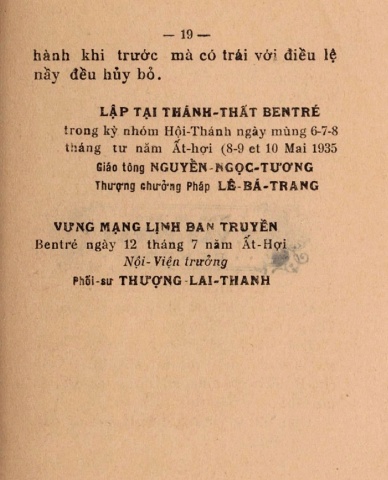 — 19 —
hành khi trước mà có trái với điều lệ
nầy đều hủy bỏ.
LẬP TẠI THÁNH-THẤT BENTRÉ
trong kỳ nhóm Hội-Thánh ngày mùng 6-7-8
tháng tư năm Ất-hợi (8-9 et 10 Mai 1935
Giáo tông NGUYỄN-NGỌC-TƯƠNG
Thượng chưởng Pháp LÊ-BÁ-TRANG
VƯNG MẠNG LỊNH BAN TRUYỀN
Bentré ngày 12 tháng 7 năm Ất-Hợi
Nội-Viện trưởng
Phối-sư THƯỢNG-LAI-THANH